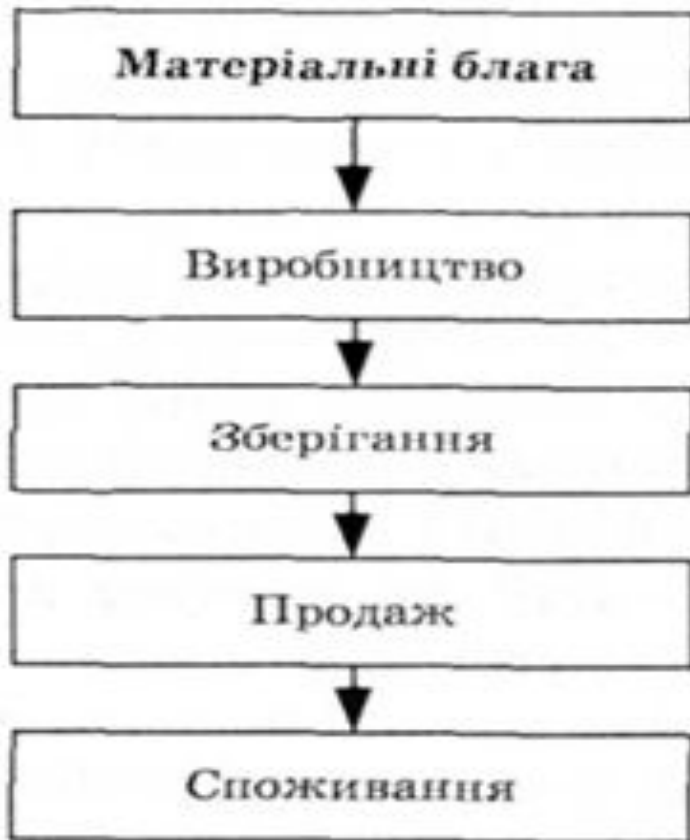 Матеріальні блага
Виробництво
Зберігання
Продаж
Споживання